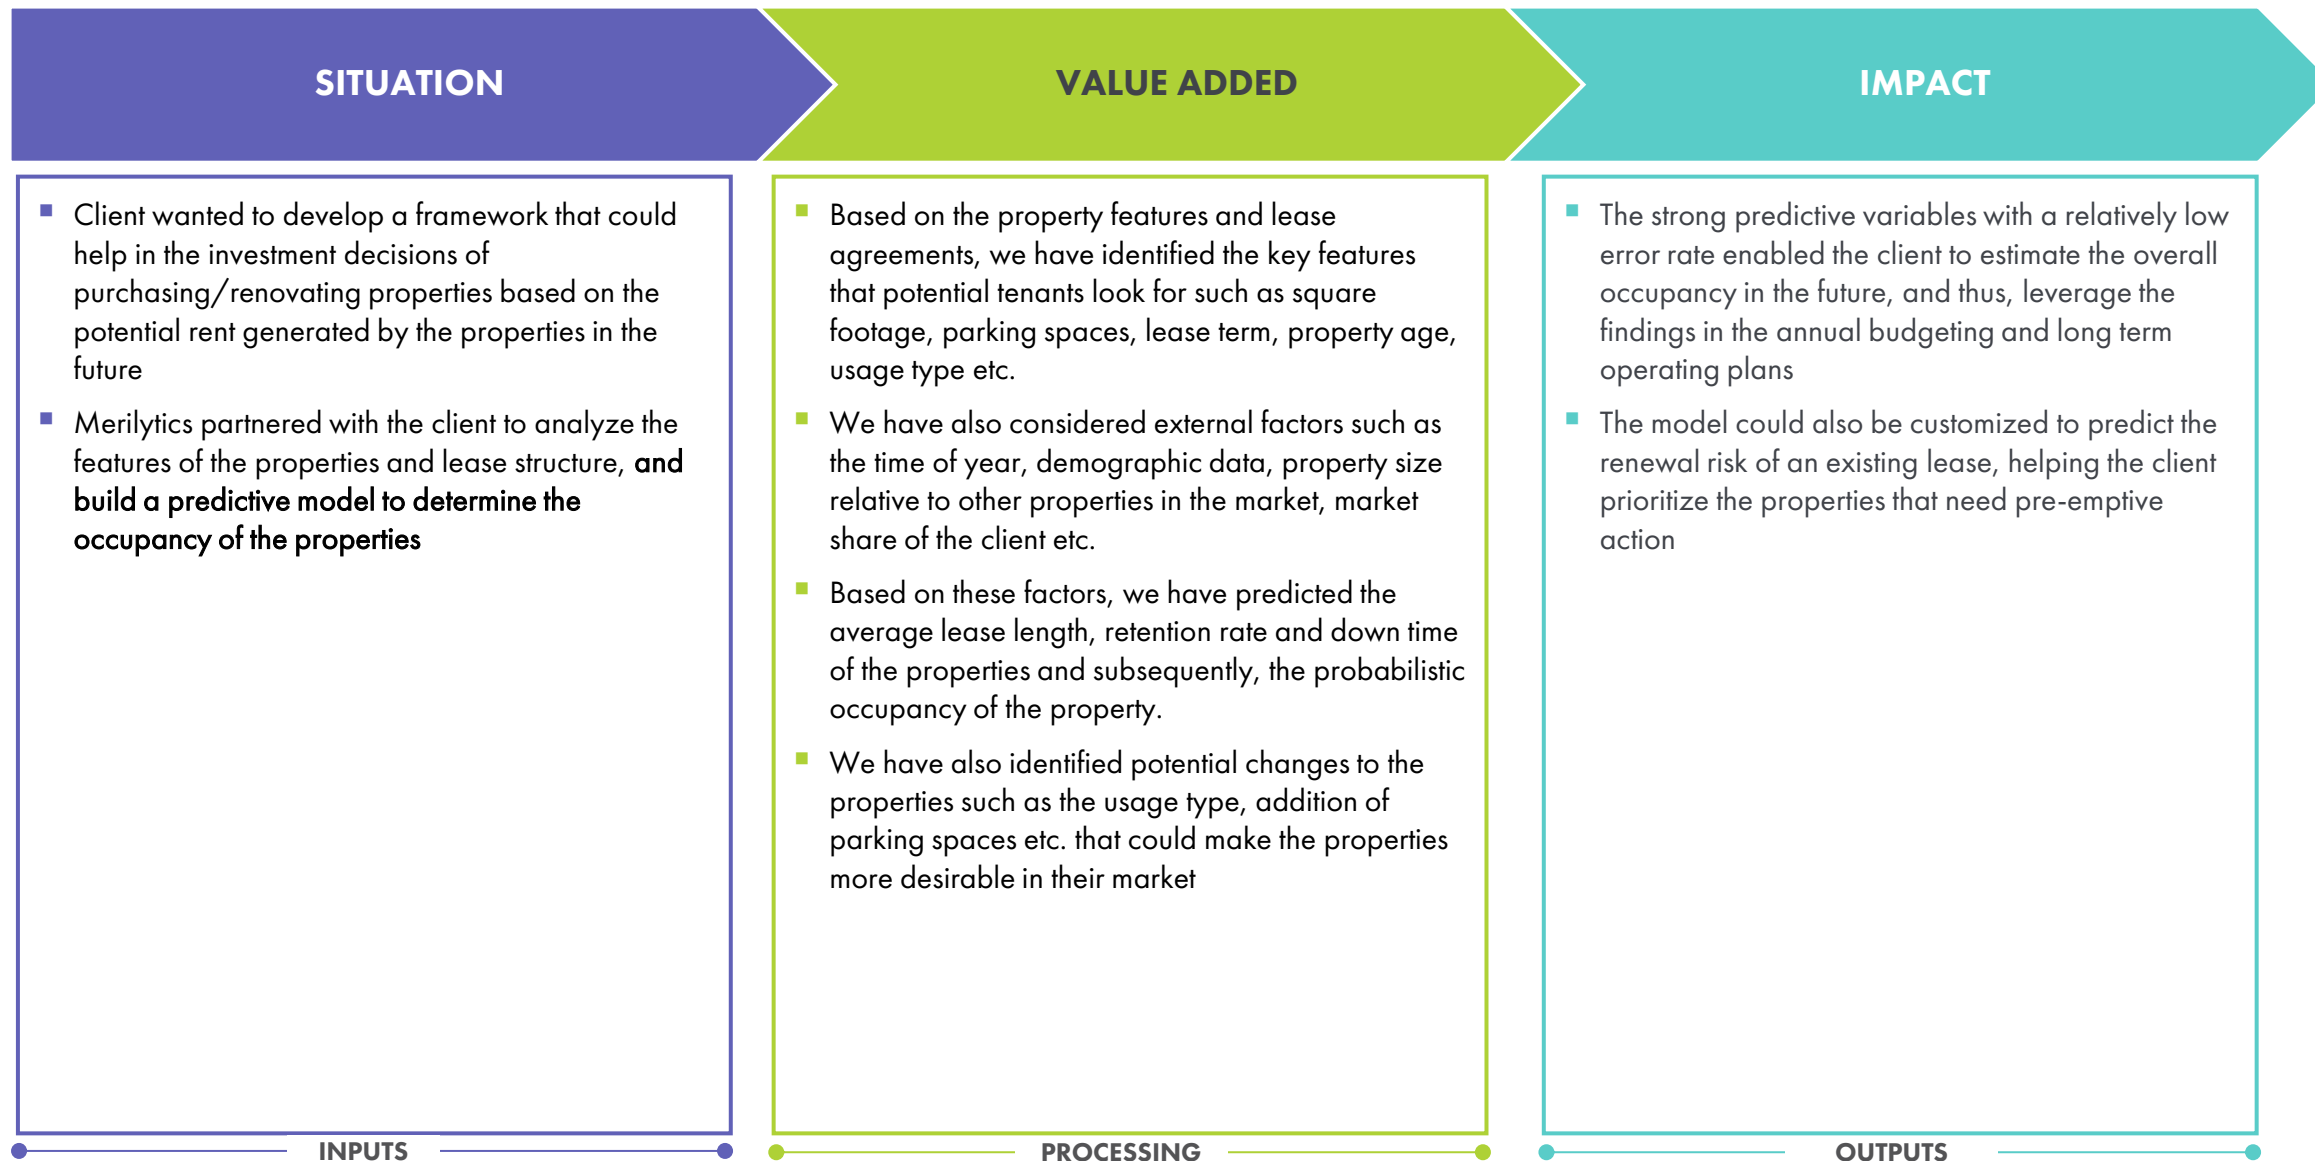 SITUATION
VALUE ADDED
IMPACT
Client wanted to develop a framework that could
help in the investment decisions of
purchasing/renovating properties based on the
potential rent generated by the properties in the
future
Merilytics partnered with the client to analyze the
features of the properties and lease structure, and
build a predictive model to determine the
occupancy of the properties
Based on the property features and lease
agreements, we have identified the key features
that potential tenants look for such as square
footage, parking spaces, lease term, property age,
usage type etc.
We have also considered external factors such as
the time of year, demographic data, property size
relative to other properties in the market, market
share of the client etc.
Based on these factors, we have predicted the
average lease length, retention rate and down time
of the properties and subsequently, the probabilistic
occupancy of the property.
We have also identified potential changes to the
properties such as the usage type, addition of
parking spaces etc. that could make the properties
more desirable in their market
The strong predictive variables with a relatively low
error rate enabled the client to estimate the overall
occupancy in the future, and thus, leverage the
findings in the annual budgeting and long term
operating plans
The model could also be customized to predict the
renewal risk of an existing lease, helping the client
prioritize the properties that need pre-emptive
action
INPUTS
PROCESSING
OUTPUTS